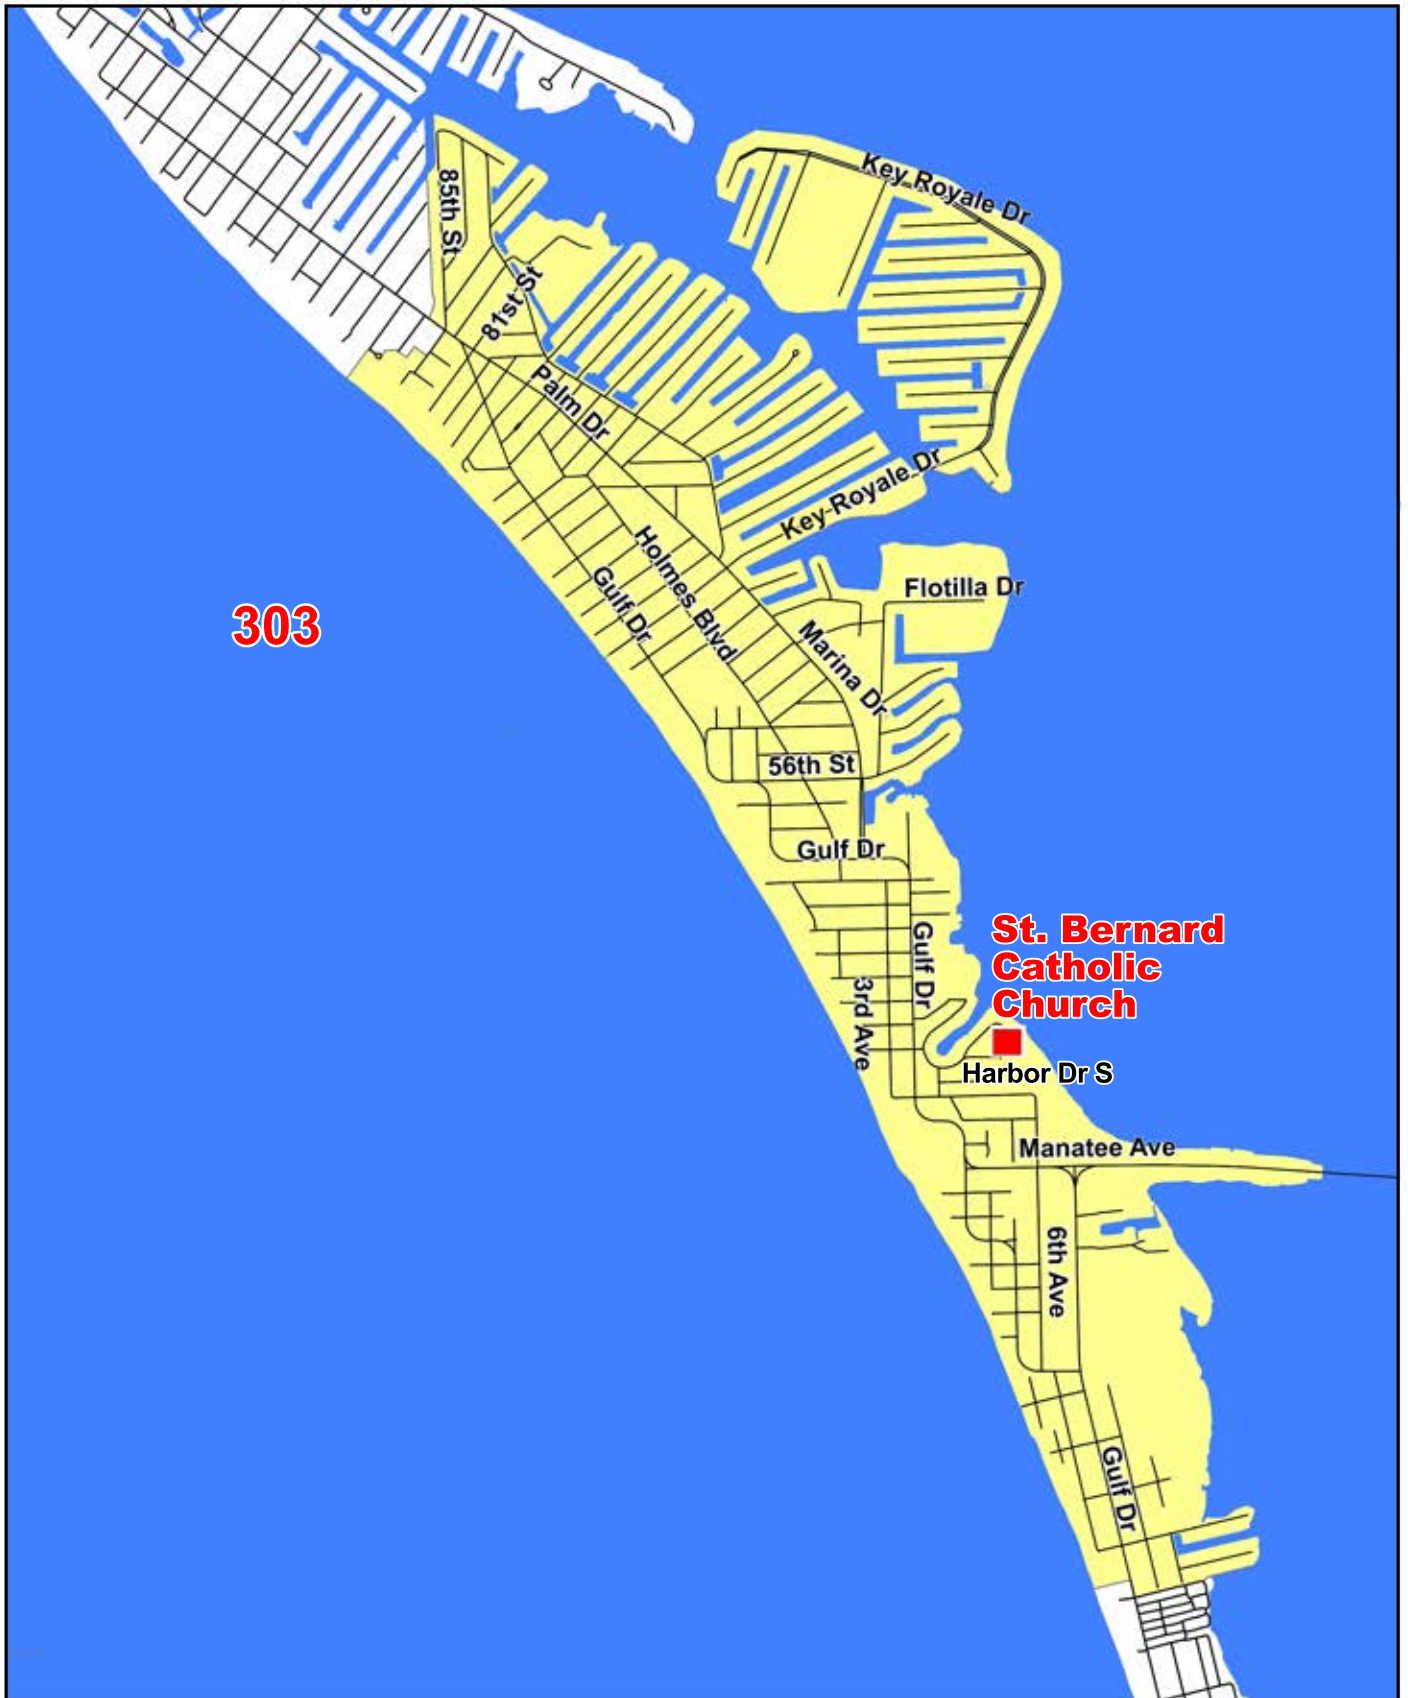 Key Royale Dr
85th St
81st St
Palm Dr
Key Royale Dr
Holmes Blvd
Gulf Dr
Flotilla Dr
303
Marina Dr
56th St
Gulf Dr
St. Bernard
Catholic
Church
Gulf Dr
3rd Ave
Harbor Dr S
Manatee Ave
6th Ave
Gulf Dr